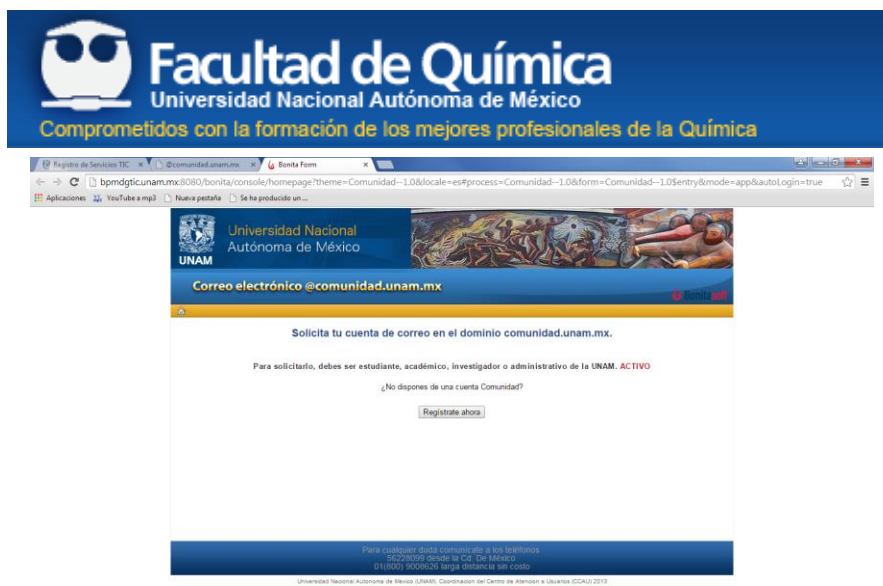 Facultad de Química
Universidad Nacional Autónoma de México
Comprometidos con la formación de los mejores profesionales de la Química
Registro de Servicios TIC
@comunidad.unam.mx
Bonita Form
bpmdgtic.unam.mx:8080/bonita/console/homepage?theme=Comunidad--1.0&locale=es#process=Comunidad--1.0&form=Comunidad--1.0$entry&mode=app&autoLogin=true
Aplicaciones YouTube a mp3 Nueva pestaña Se ha producido un ...
UNAM
Universidad Nacional
Autónoma de México
Correo electrónico @comunidad.unam.mx
Bonitasoft
Solicita tu cuenta de correo en el dominio comunidad.unam.mx.
Para solicitarlo, debes ser estudiante, académico, investigador o administrativo de la UNAM. ACTIVO
¿No dispones de una cuenta Comunidad?
Regístrate ahora
Para cualquier duda comunícate a los teléfonos
56228099 desde la Cd. De México
01(800) 9008626 larga distancia sin costo
Universidad Nacional Autonoma de Mexico (UNAM). Coordinacion del Centro de Atencion a Usuarios (CCAU) 2013